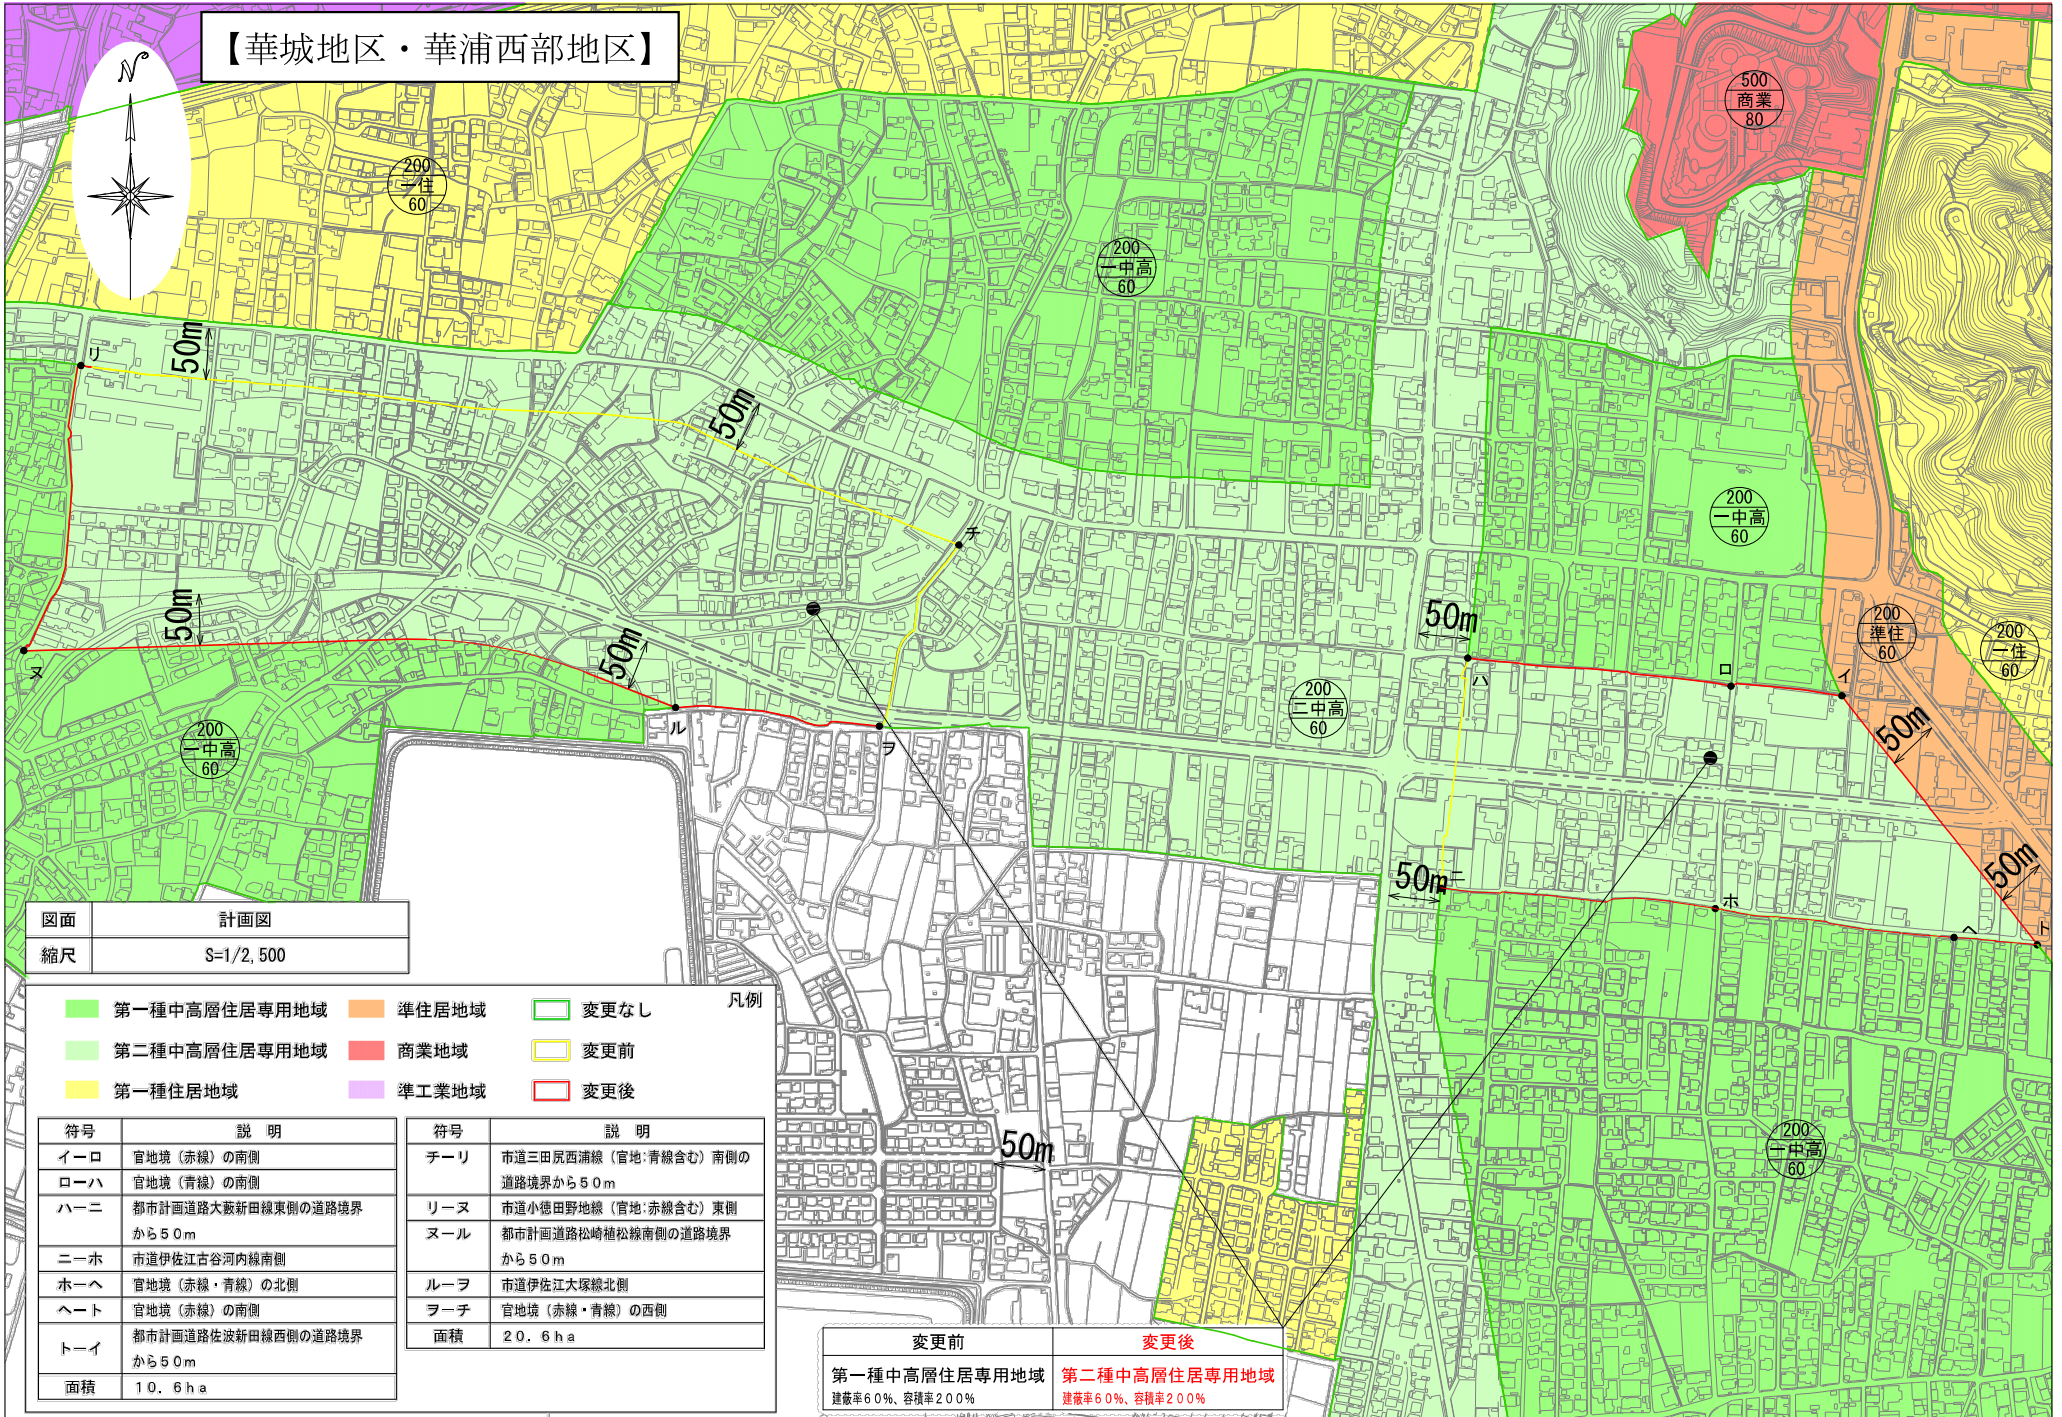 【華城地区・華浦西部地区】
N
500
商業
80
200
一住
60
200
一中高
60
リ
50m
50m
チ
200
一中高
60
50m
50m
50m
200
準住
60
200
一住
60
ヌ
ハ
ロ
イ
200
二中高
60
200
一中高
60
ル
ヲ
50m
50m
ニ
50m
ホ
ヘ
ト
図面 計画図
縮尺 S=1/2,500
凡例
第一種中高層住居専用地域 準住居地域 変更なし
第二種中高層住居専用地域 商業地域 変更前
第一種住居地域 準工業地域 変更後
符号 説 明
イーロ 官地境（赤線）の南側
ローハ 官地境（青線）の南側
ハーニ 都市計画道路大藪新田線東側の道路境界
から50m
ニーホ 市道伊佐江古谷河内線南側
ホーヘ 官地境（赤線・青線）の北側
ヘート 官地境（赤線）の南側
トーイ 都市計画道路佐波新田線西側の道路境界
から50m
面積 10.6ha
符号 説 明
チーリ 市道三田尻西浦線（官地:青線含む）南側の
道路境界から50m
リーヌ 市道小徳田野地線（官地:赤線含む）東側
ヌール 都市計画道路松崎植松線南側の道路境界
から50m
ルーヲ 市道伊佐江大塚線北側
ヲーチ 官地境（赤線・青線）の西側
面積 20.6ha
50m
200
一中高
60
変更前 変更後
第一種中高層住居専用地域 第二種中高層住居専用地域
建蔽率60%、容積率200% 建蔽率60%、容積率200%